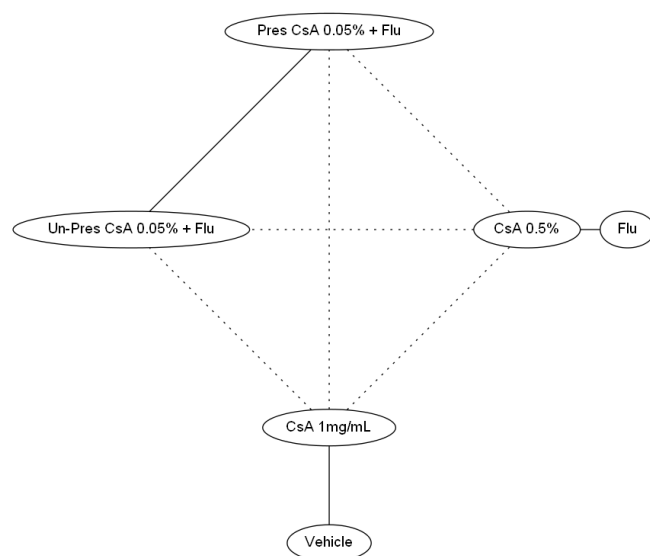 Pres CsA 0.05% + Flu
Un-Pres CsA 0.05% + Flu
CsA 0.5%
Flu
CsA 1mg/mL
Vehicle